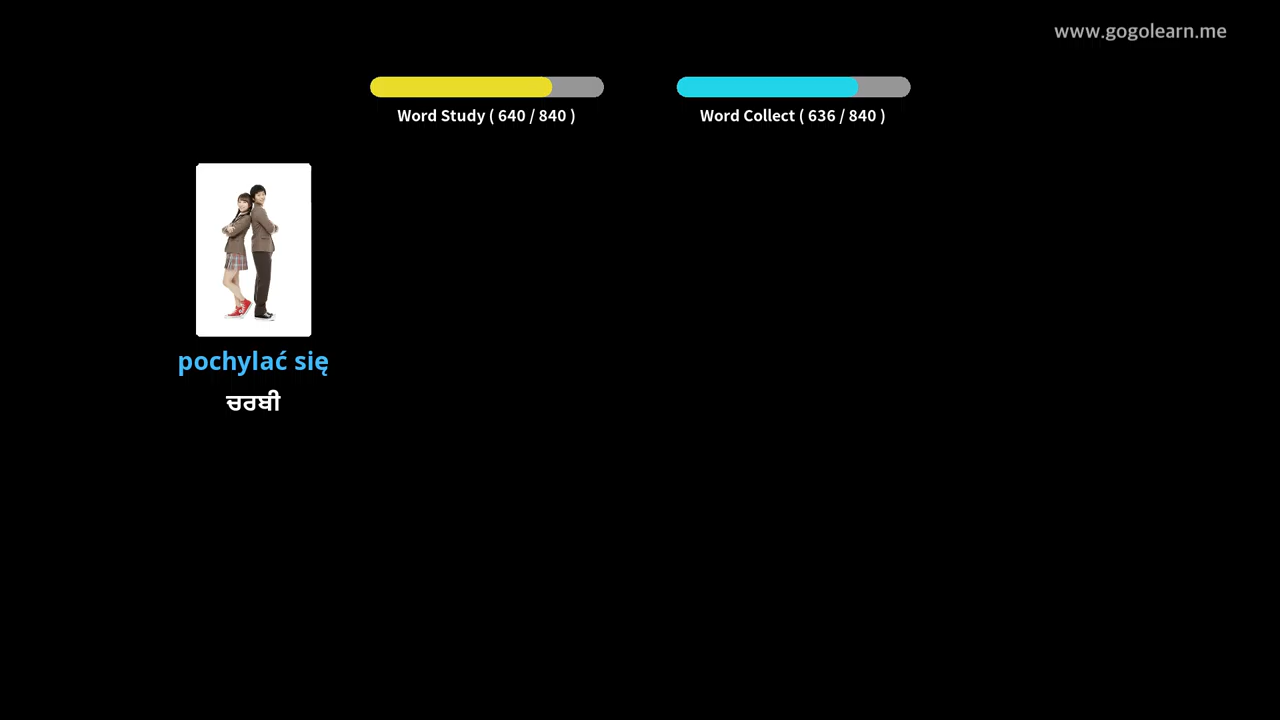 www.gogolearn.me
Word Study ( 640 / 840 )
Word Collect ( 636 / 840 )
pochylać się
ਚਰਬੀ